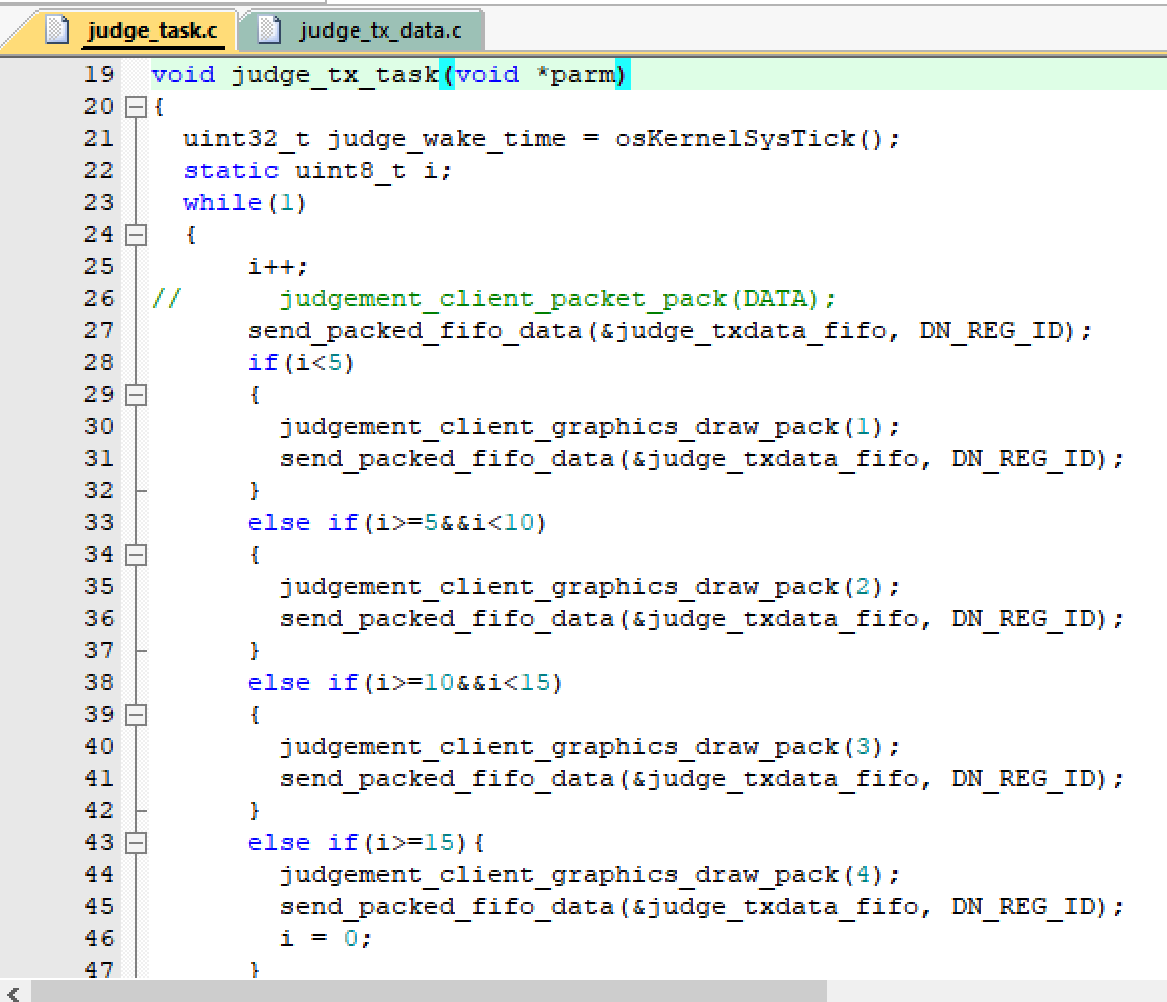 judge_task.c judge_tx_data.c
19 void judge_tx_task(void *parm)
20 {
21 uint32_t judge_wake_time = osKernelSysTick();
22 static uint8_t i;
23 while(1)
24 {
25 i++;
26 // judgement_client_packet_pack(DATA);
27 send_packed_fifo_data(&judge_txdata_fifo, DN_REG_ID);
28 if(i<5)
29 {
30 judgement_client_graphics_draw_pack(1);
31 send_packed_fifo_data(&judge_txdata_fifo, DN_REG_ID);
32 }
33 else if(i>=5&&i<10)
34 {
35 judgement_client_graphics_draw_pack(2);
36 send_packed_fifo_data(&judge_txdata_fifo, DN_REG_ID);
37 }
38 else if(i>=10&&i<15)
39 {
40 judgement_client_graphics_draw_pack(3);
41 send_packed_fifo_data(&judge_txdata_fifo, DN_REG_ID);
42 }
43 else if(i>=15){
44 judgement_client_graphics_draw_pack(4);
45 send_packed_fifo_data(&judge_txdata_fifo, DN_REG_ID);
46 i = 0;
47 }